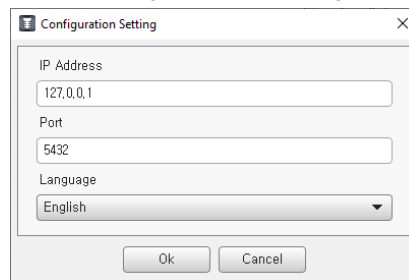 Configuration Setting
IP Address
127.0.0.1
Port
5432
Language
English
Ok
Cancel